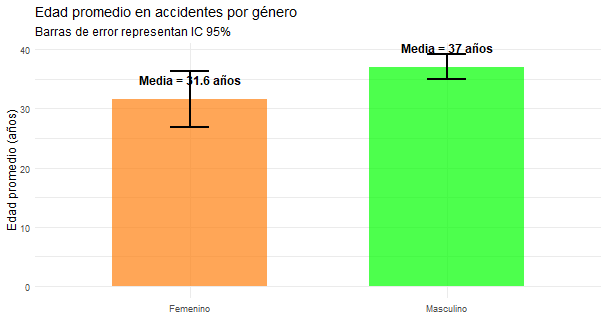 Edad promedio en accidentes por género
Barras de error representan IC 95%
Edad promedio (años)
40
30
20
10
0
Media = 31.6 años
Media = 37 años
Femenino
Masculino